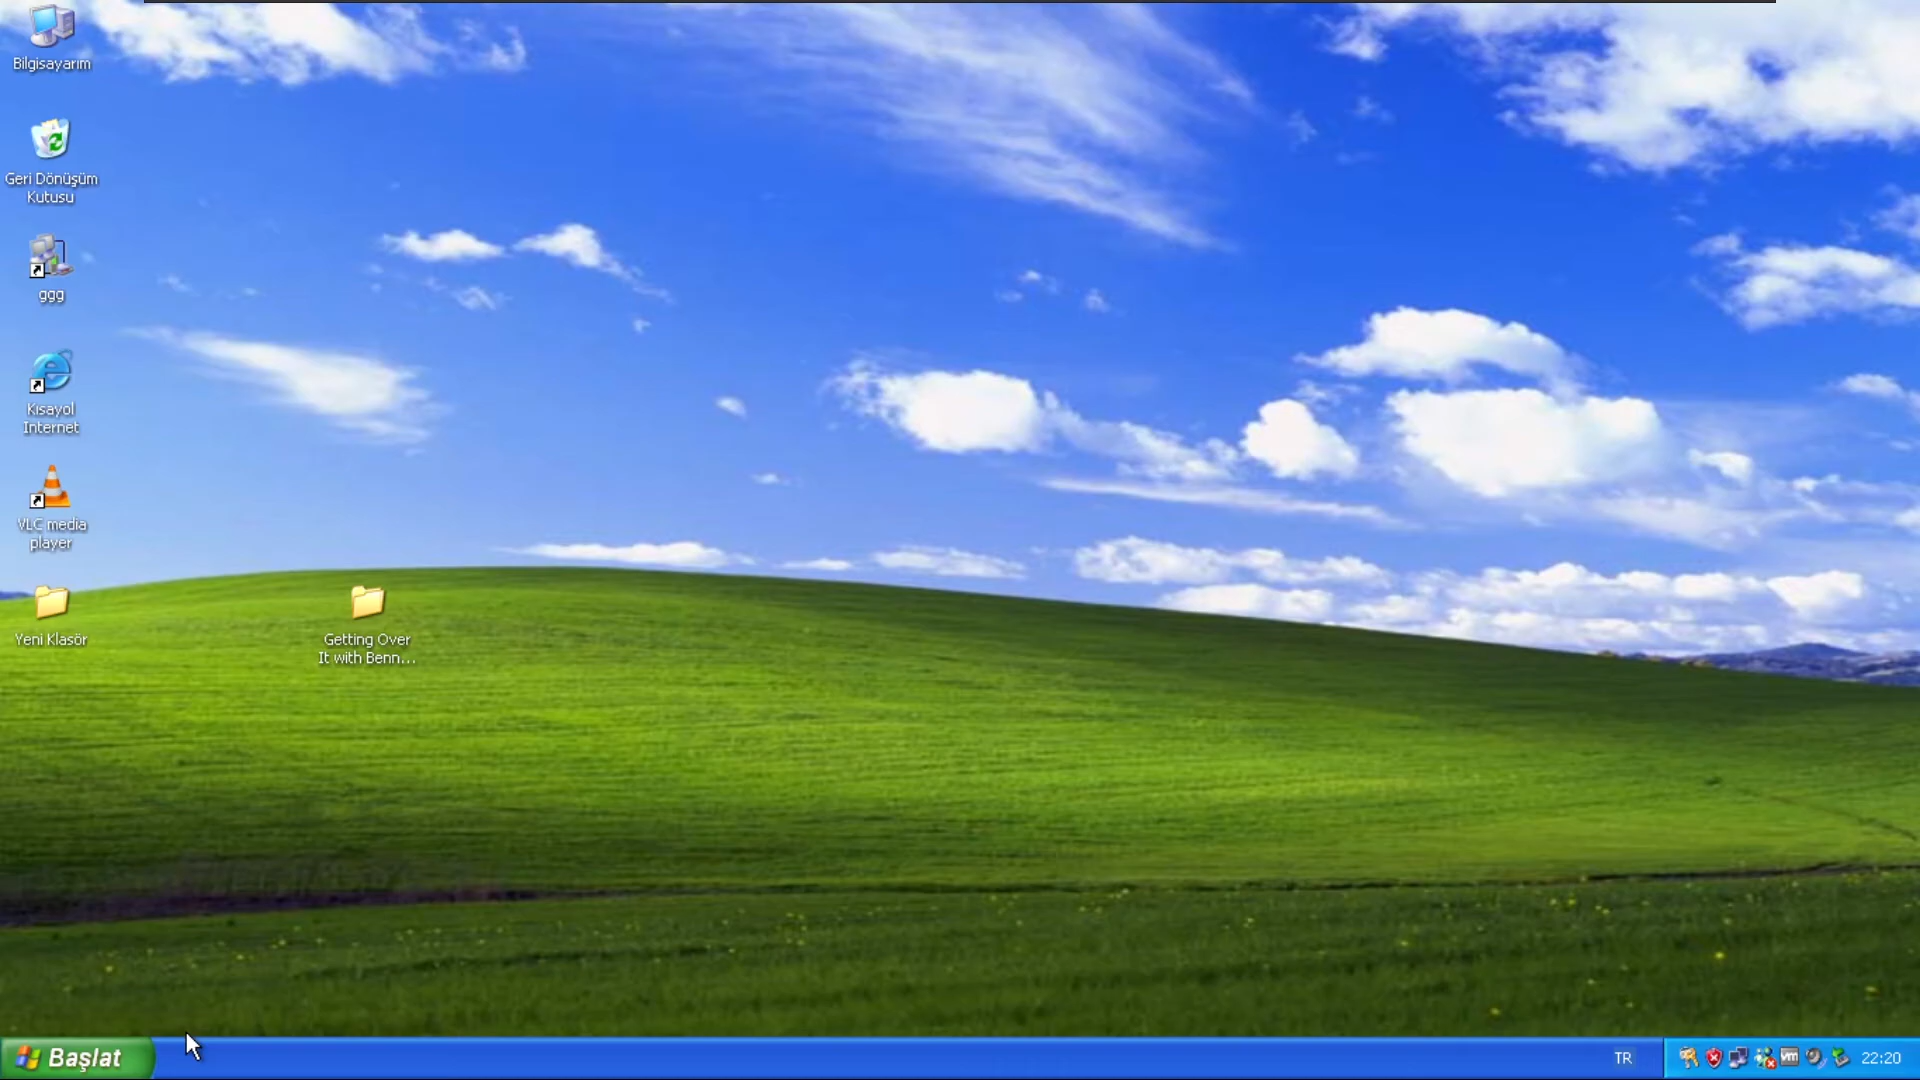 Bilgisayarım
Geri Dönüşüm
Kutusu
ggg
Kısayol
Internet
VLC media
player
Yeni Klasör
Getting Over
It with Benn...
Başlat
TR
vm
22:20